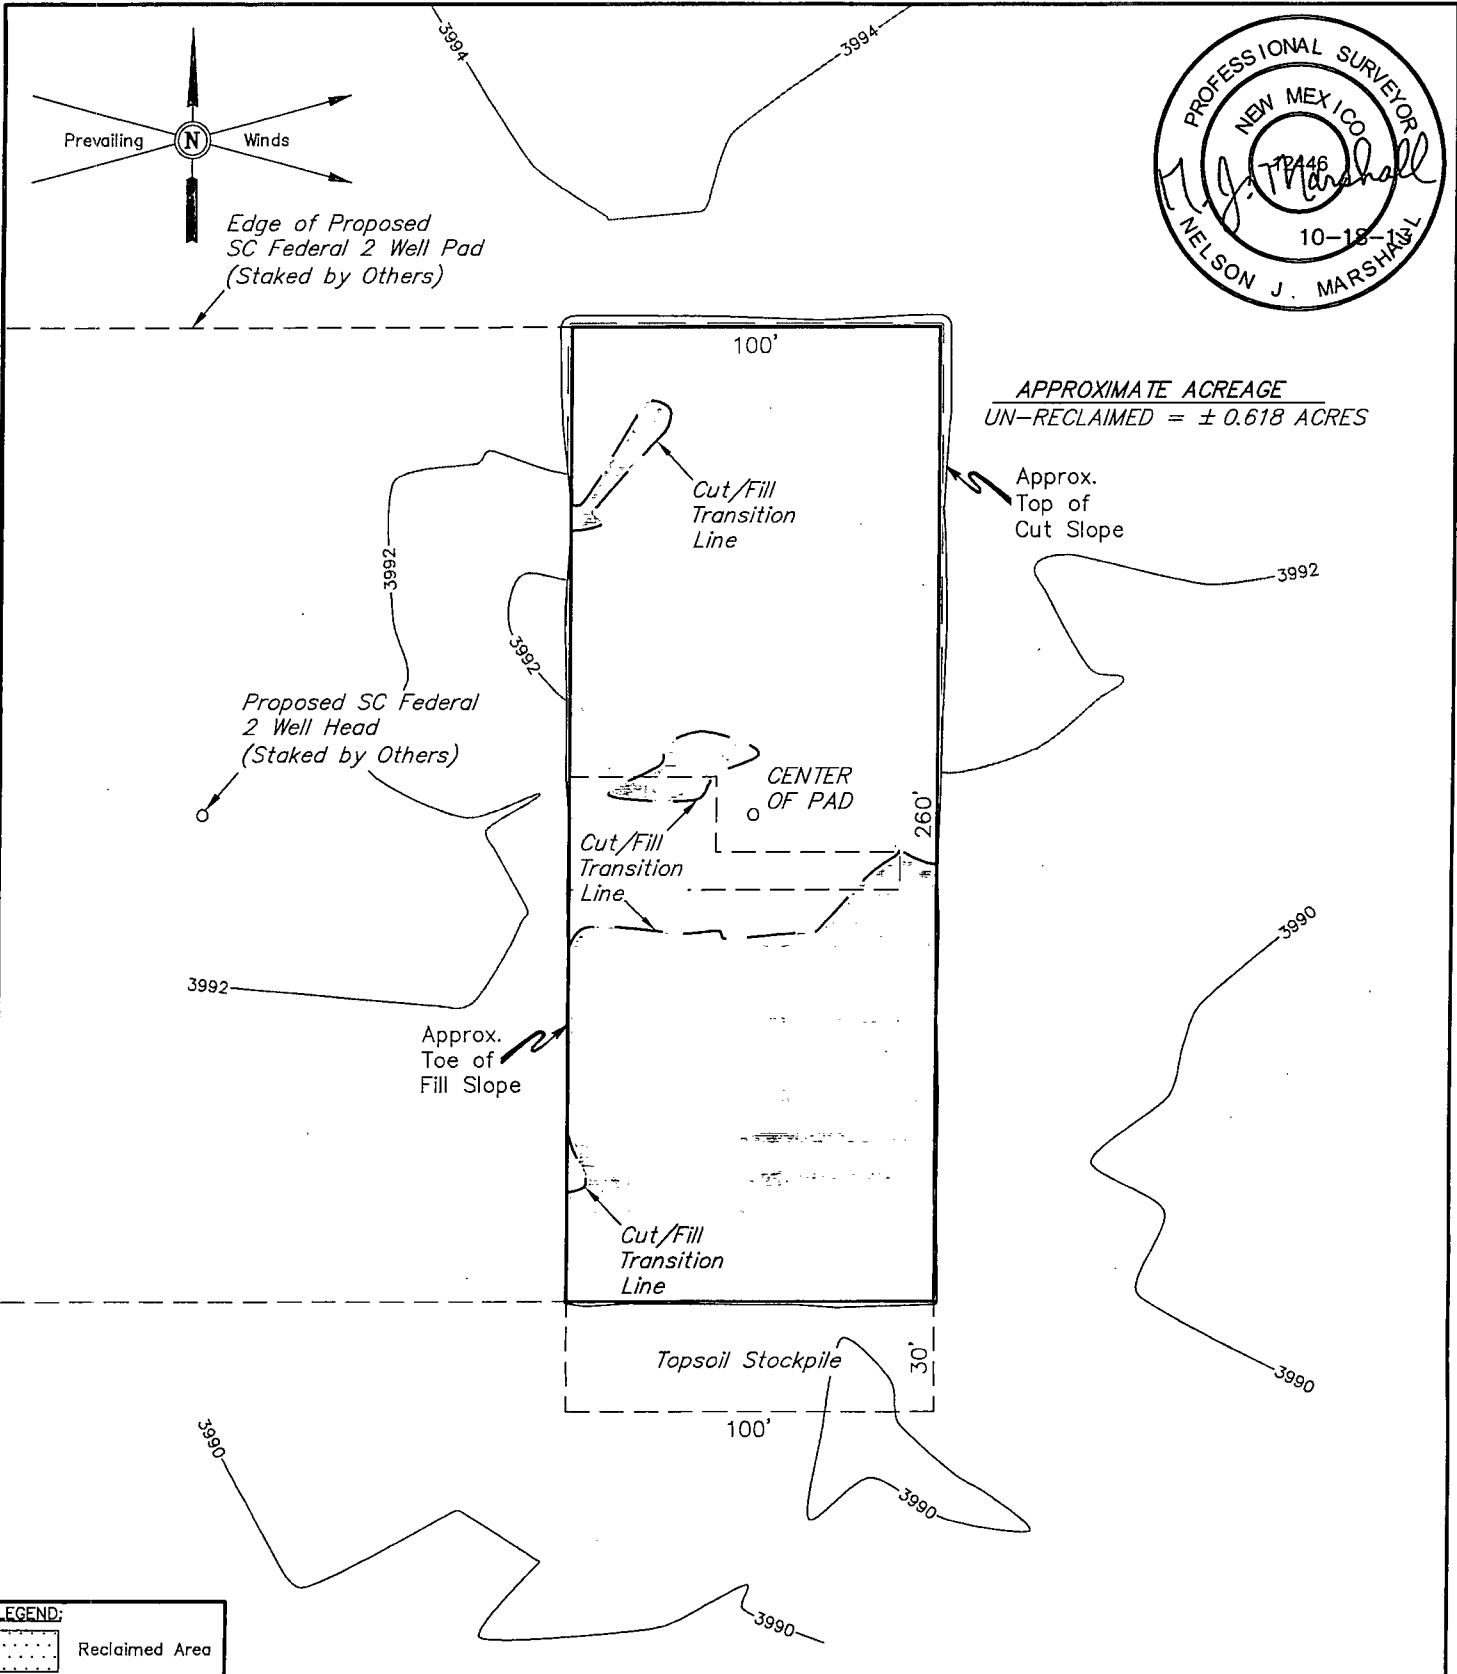 3994
3994
PROFESSIONAL SURVEYOR
NEW MEXICO
12446
N. J. Marshall
NELSON J. MARSHALL
Prevailing
N
Winds
Edge of Proposed
SC Federal 2 Well Pad
(Staked by Others)
100'
APPROXIMATE ACREAGE
UN-RECLAIMED = ± 0.618 ACRES
Cut/Fill
Transition
Line
Approx.
Top of
Cut Slope
3992
3992
3992
Proposed SC Federal
2 Well Head
(Staked by Others)
CENTER
OF PAD
260'
Cut/Fill
Transition
Line
3990
3992
Approx.
Toe of
Fill Slope
Cut/Fill
Transition
Line
Topsoil Stockpile
30'
3990
100'
3990
3990
3990
LEGEND:
Reclaimed Area